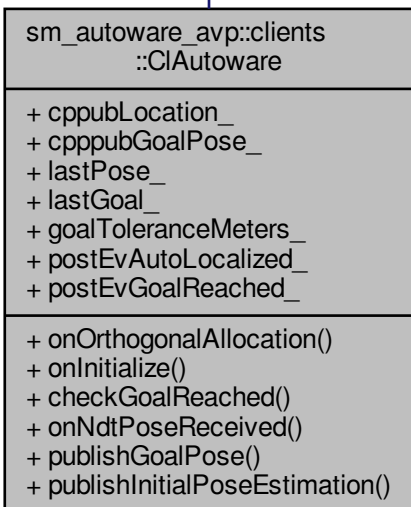 sm_autoware_avp::clients
::ClAutoware
+ cppubLocation_
+ cpppubGoalPose_
+ lastPose_
+ lastGoal_
+ goalToleranceMeters_
+ postEvAutoLocalized_
+ postEvGoalReached_
+ onOrthogonalAllocation()
+ onInitialize()
+ checkGoalReached()
+ onNdtPoseReceived()
+ publishGoalPose()
+ publishInitialPoseEstimation()